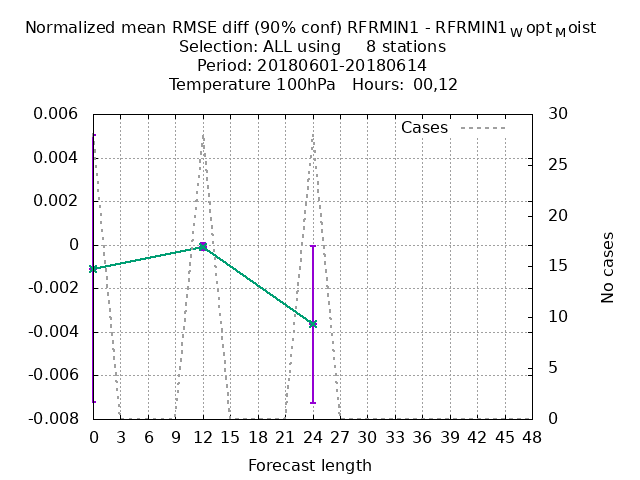 Normalized mean RMSE diff (90% conf) RFRMIN1 - RFRMIN1WoptMoist
Selection: ALL using     8 stations
Period: 20180601-20180614
Temperature 100hPa   Hours:  00,12
Cases
0.006
0.004
0.002
0
-0.002
-0.004
-0.006
-0.008
30
25
20
15
10
5
0
No cases
0 3 6 9 12 15 18 21 24 27 30 33 36 39 42 45 48
Forecast length